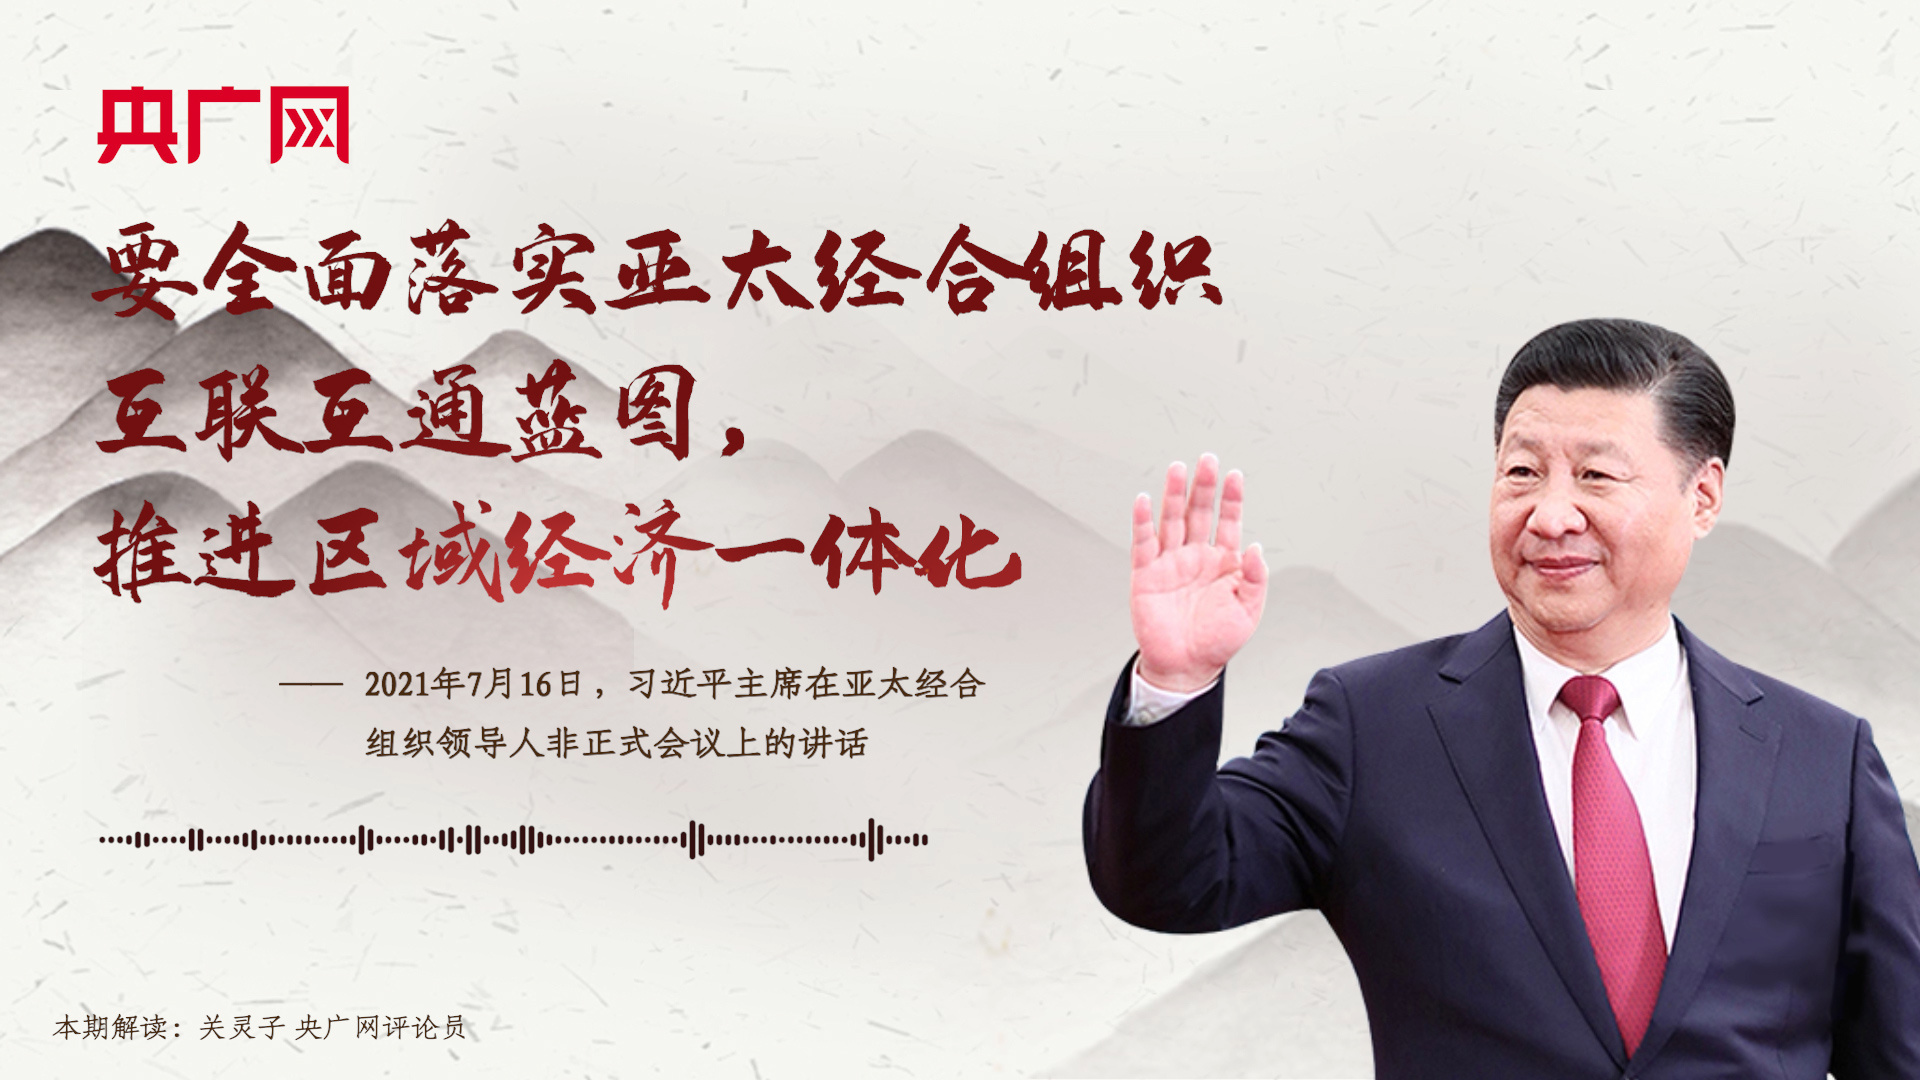 央广网
要全面落实亚太经合组织
互联互通蓝图，
推进区域经济一体化
—— 2021年7月16日，习近平主席在亚太经合
组织领导人非正式会议上的讲话
本期解读：关灵子 央广网评论员